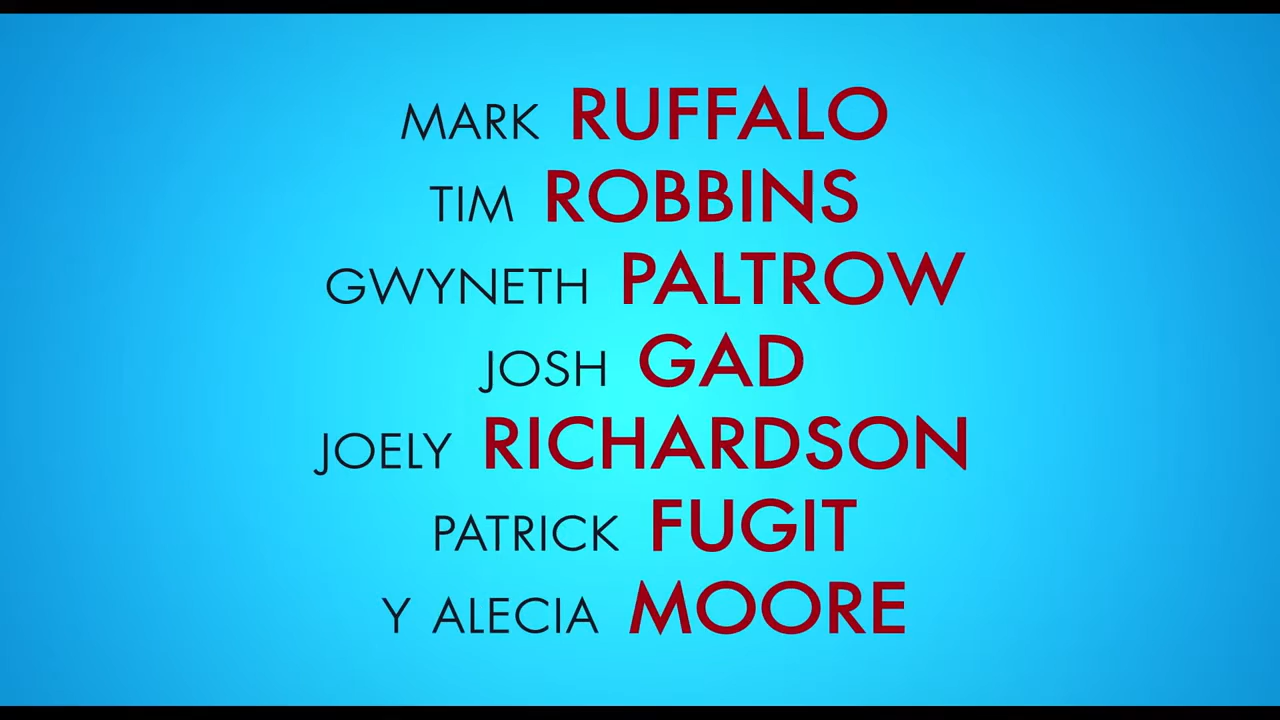 MARK RUFFALO
TIM ROBBINS
GWYNETH PALTROW
JOSH GAD
JOELY RICHARDSON
PATRICK FUGIT
Y ALECIA MOORE